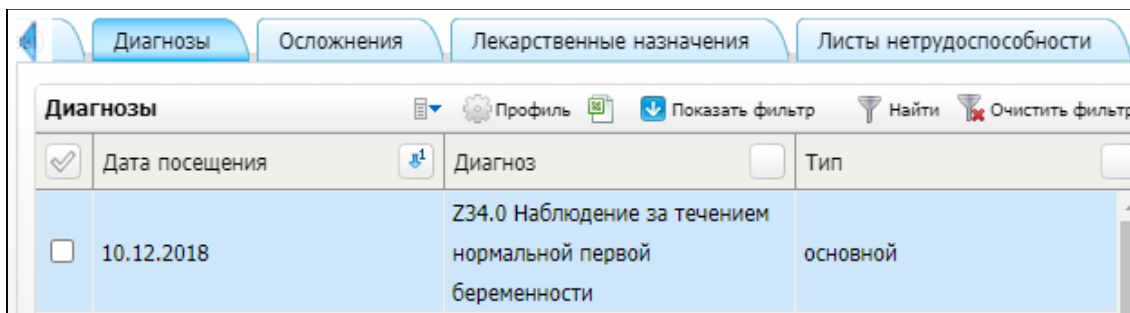 Диагнозы Осложнения Лекарственные назначения Листы нетрудоспособности
Диагнозы Профиль Показать фильтр Найти Очистить фильтр
Дата посещения 1 Диагноз Тип
Z34.0 Наблюдение за течением
10.12.2018 нормальной первой основной
беременности